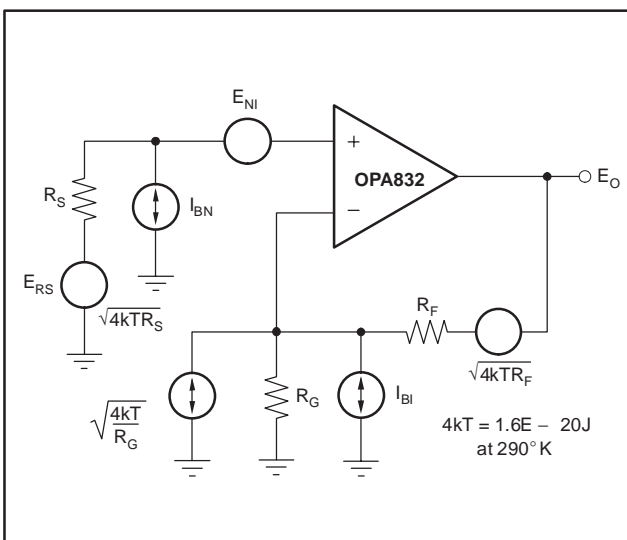 E_NI
+
OPA832
−
E_O
R_S
I_BN
E_RS
√4kTR_S
R_F
√4kTR_F
√4kT/R_G
R_G
I_BI
4kT = 1.6E – 20J
at 290°K